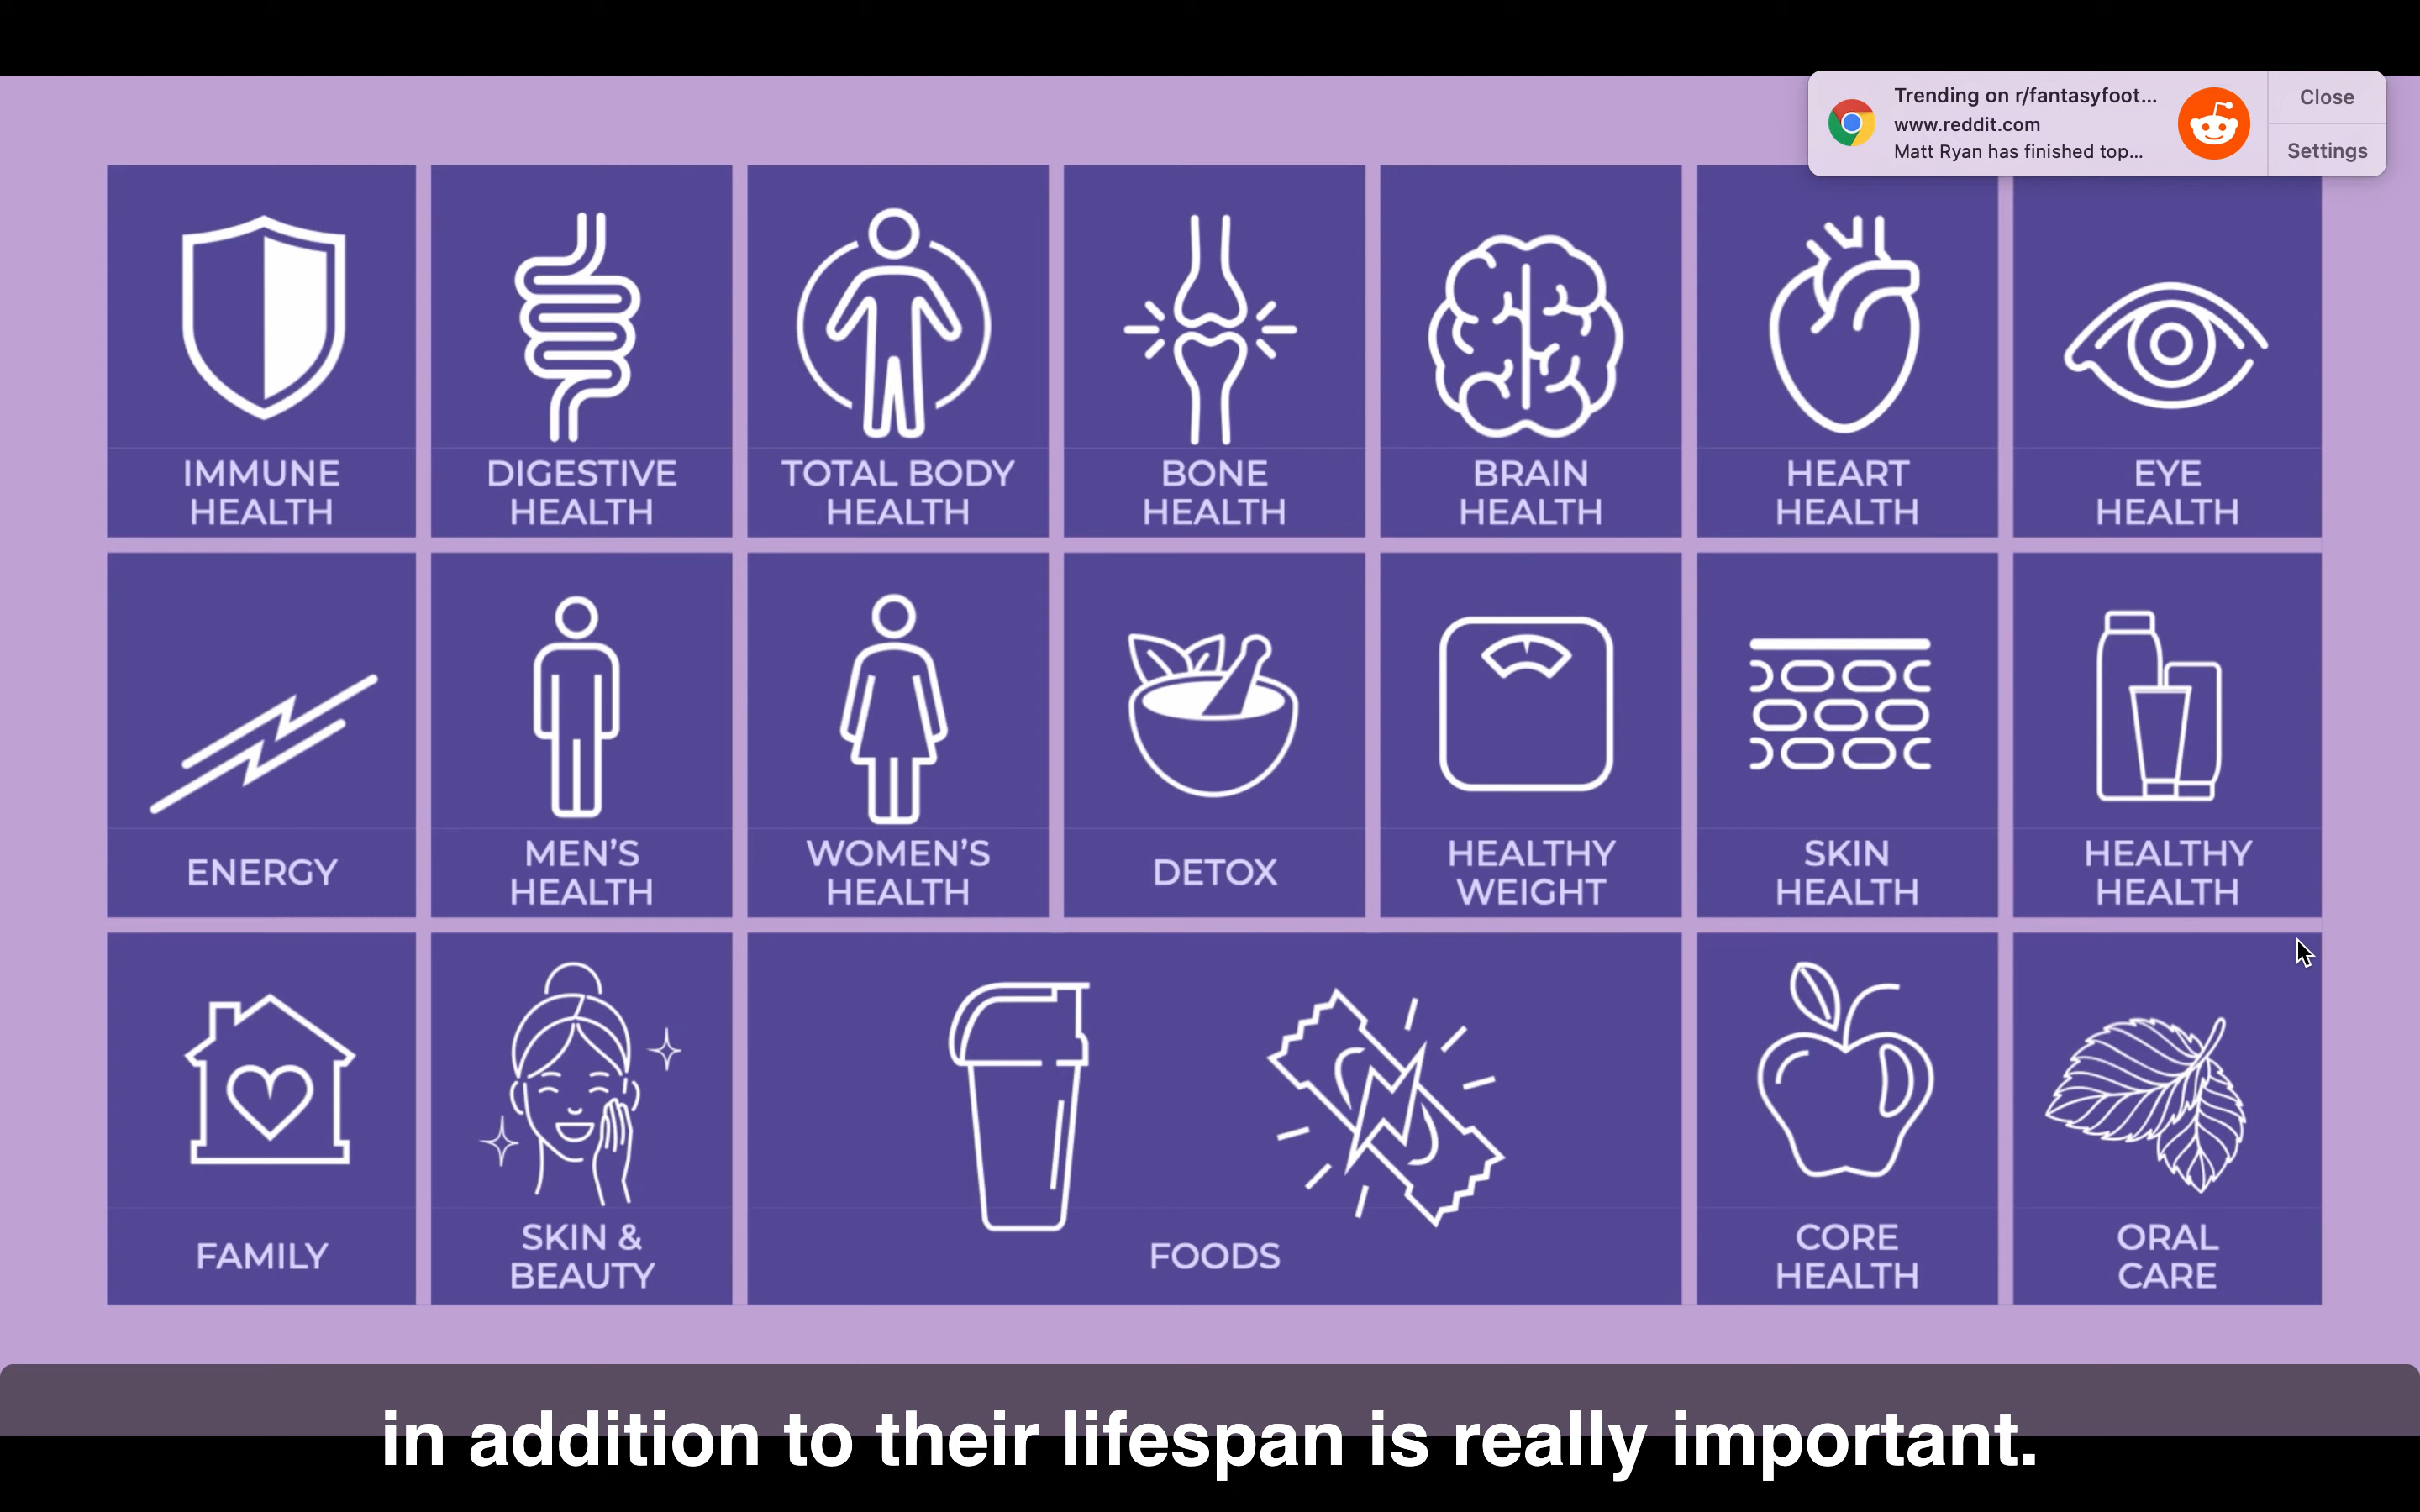 Trending on r/fantasyfoot...
www.reddit.com
Matt Ryan has finished top...
Close
Settings
IMMUNE
HEALTH
DIGESTIVE
HEALTH
TOTAL BODY
HEALTH
BONE
HEALTH
BRAIN
HEALTH
HEART
HEALTH
EYE
HEALTH
ENERGY
MEN'S
HEALTH
WOMEN'S
HEALTH
DETOX
HEALTHY
WEIGHT
SKIN
HEALTH
HEALTHY
HEALTH
FAMILY
SKIN &
BEAUTY
FOODS
CORE
HEALTH
ORAL
CARE
in addition to their lifespan is really important.